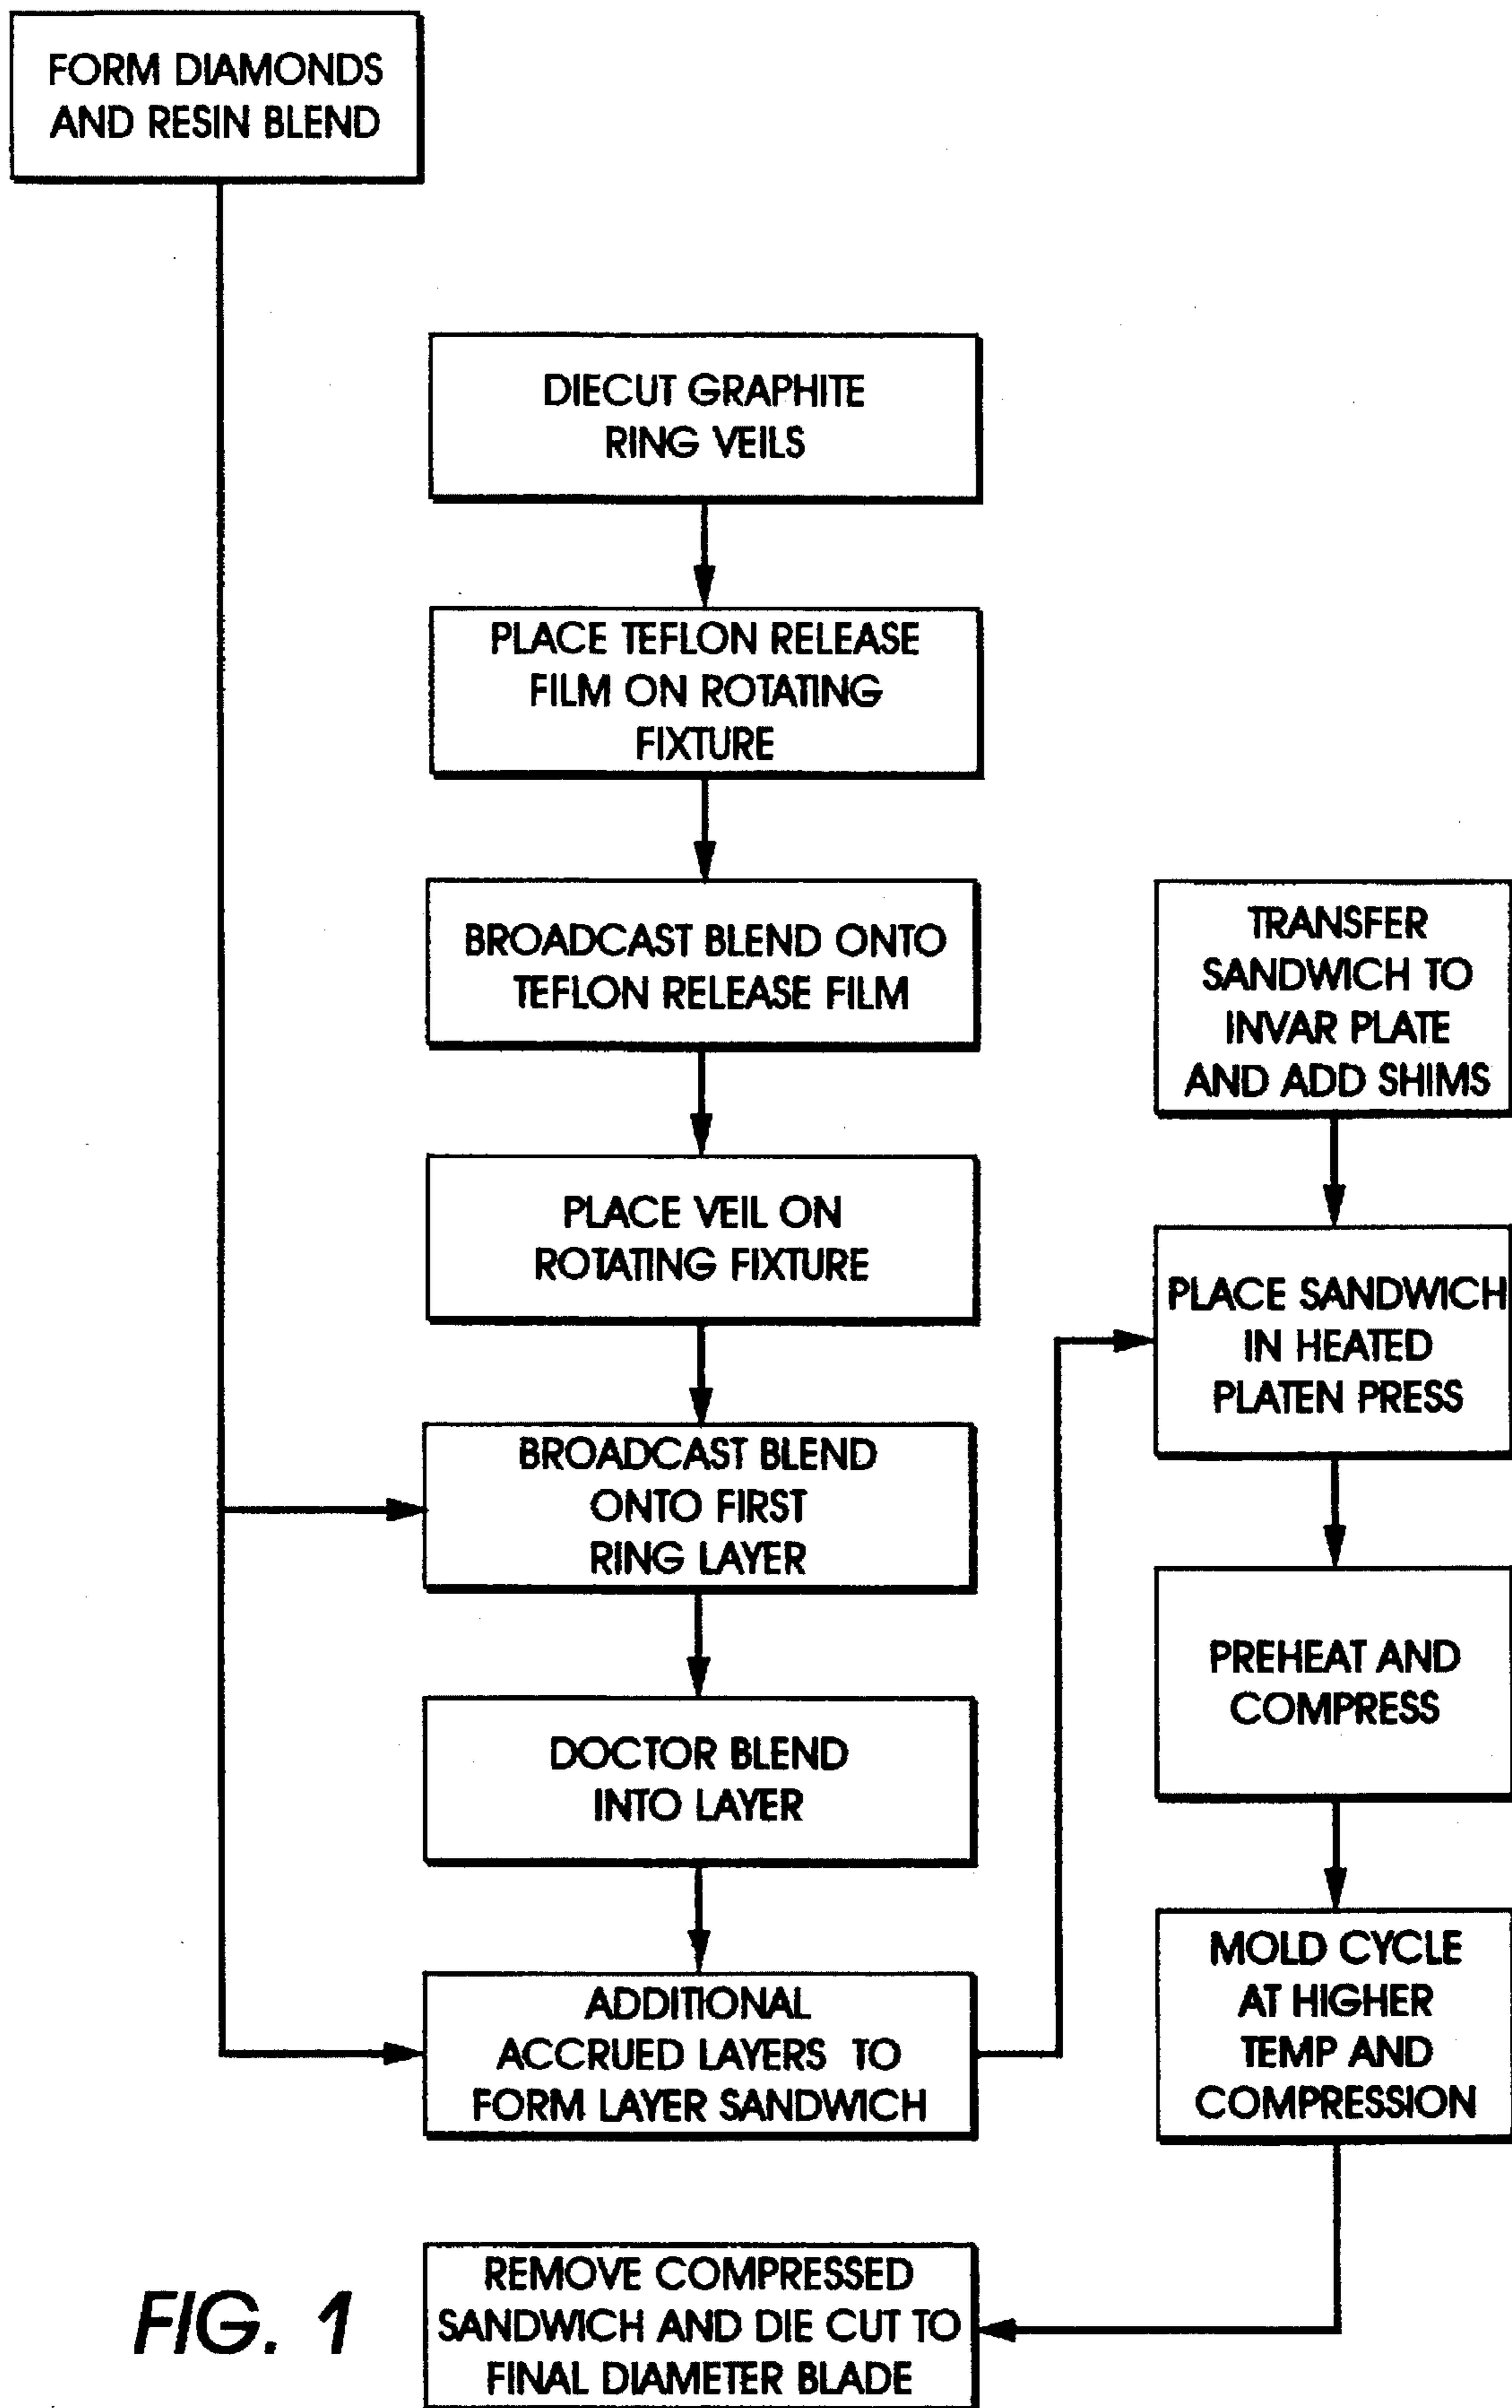 FORM DIAMONDS
AND RESIN BLEND
DIECUT GRAPHITE
RING VEILS
PLACE TEFLON RELEASE
FILM ON ROTATING
FIXTURE
BROADCAST BLEND ONTO
TEFLON RELEASE FILM
PLACE VEIL ON
ROTATING FIXTURE
BROADCAST BLEND
ONTO FIRST
RING LAYER
DOCTOR BLEND
INTO LAYER
ADDITIONAL
ACCRUED LAYERS TO
FORM LAYER SANDWICH
TRANSFER
SANDWICH TO
INVAR PLATE
AND ADD SHIMS
PLACE SANDWICH
IN HEATED
PLATEN PRESS
PREHEAT AND
COMPRESS
MOLD CYCLE
AT HIGHER
TEMP AND
COMPRESSION
REMOVE COMPRESSED
SANDWICH AND DIE CUT TO
FINAL DIAMETER BLADE
FIG. 1